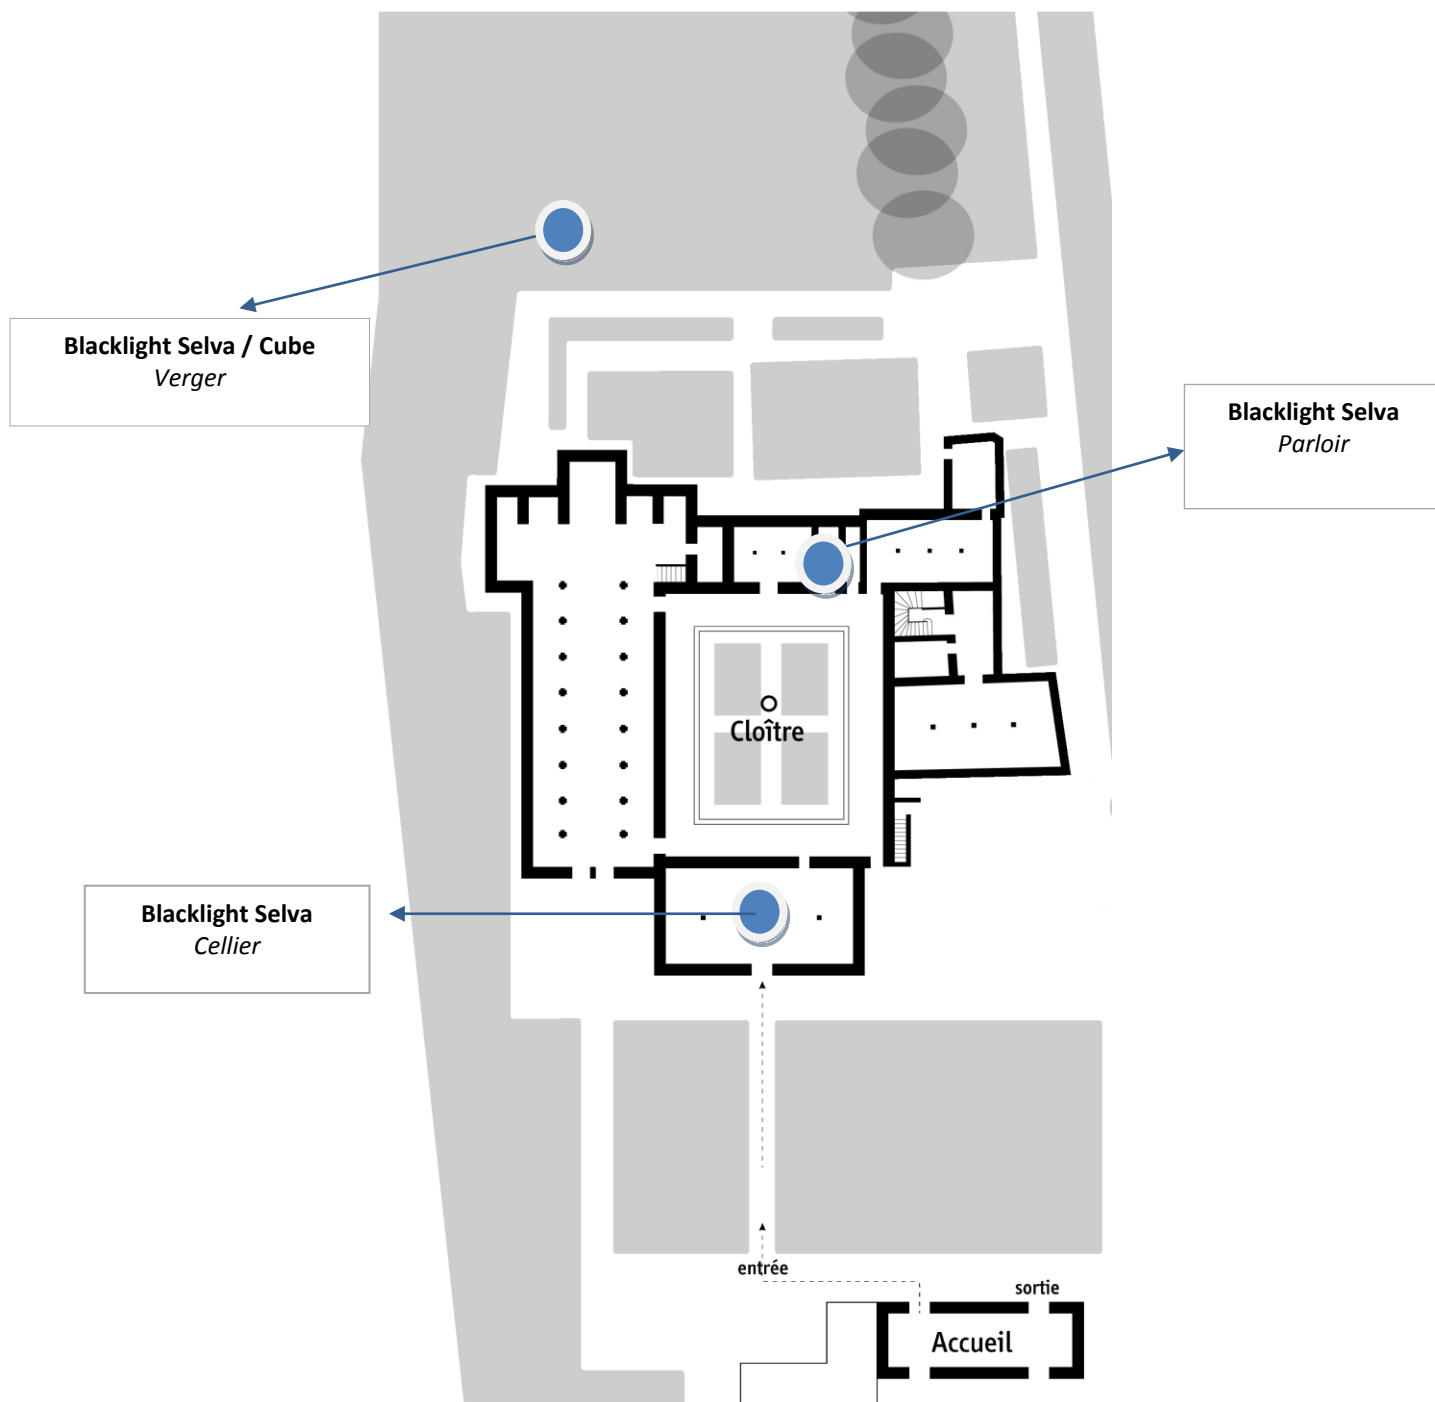 Blacklight Selva / Cube
Verger
Blacklight Selva
Parloir
Cloître
Blacklight Selva
Cellier
entrée
sortie
Accueil